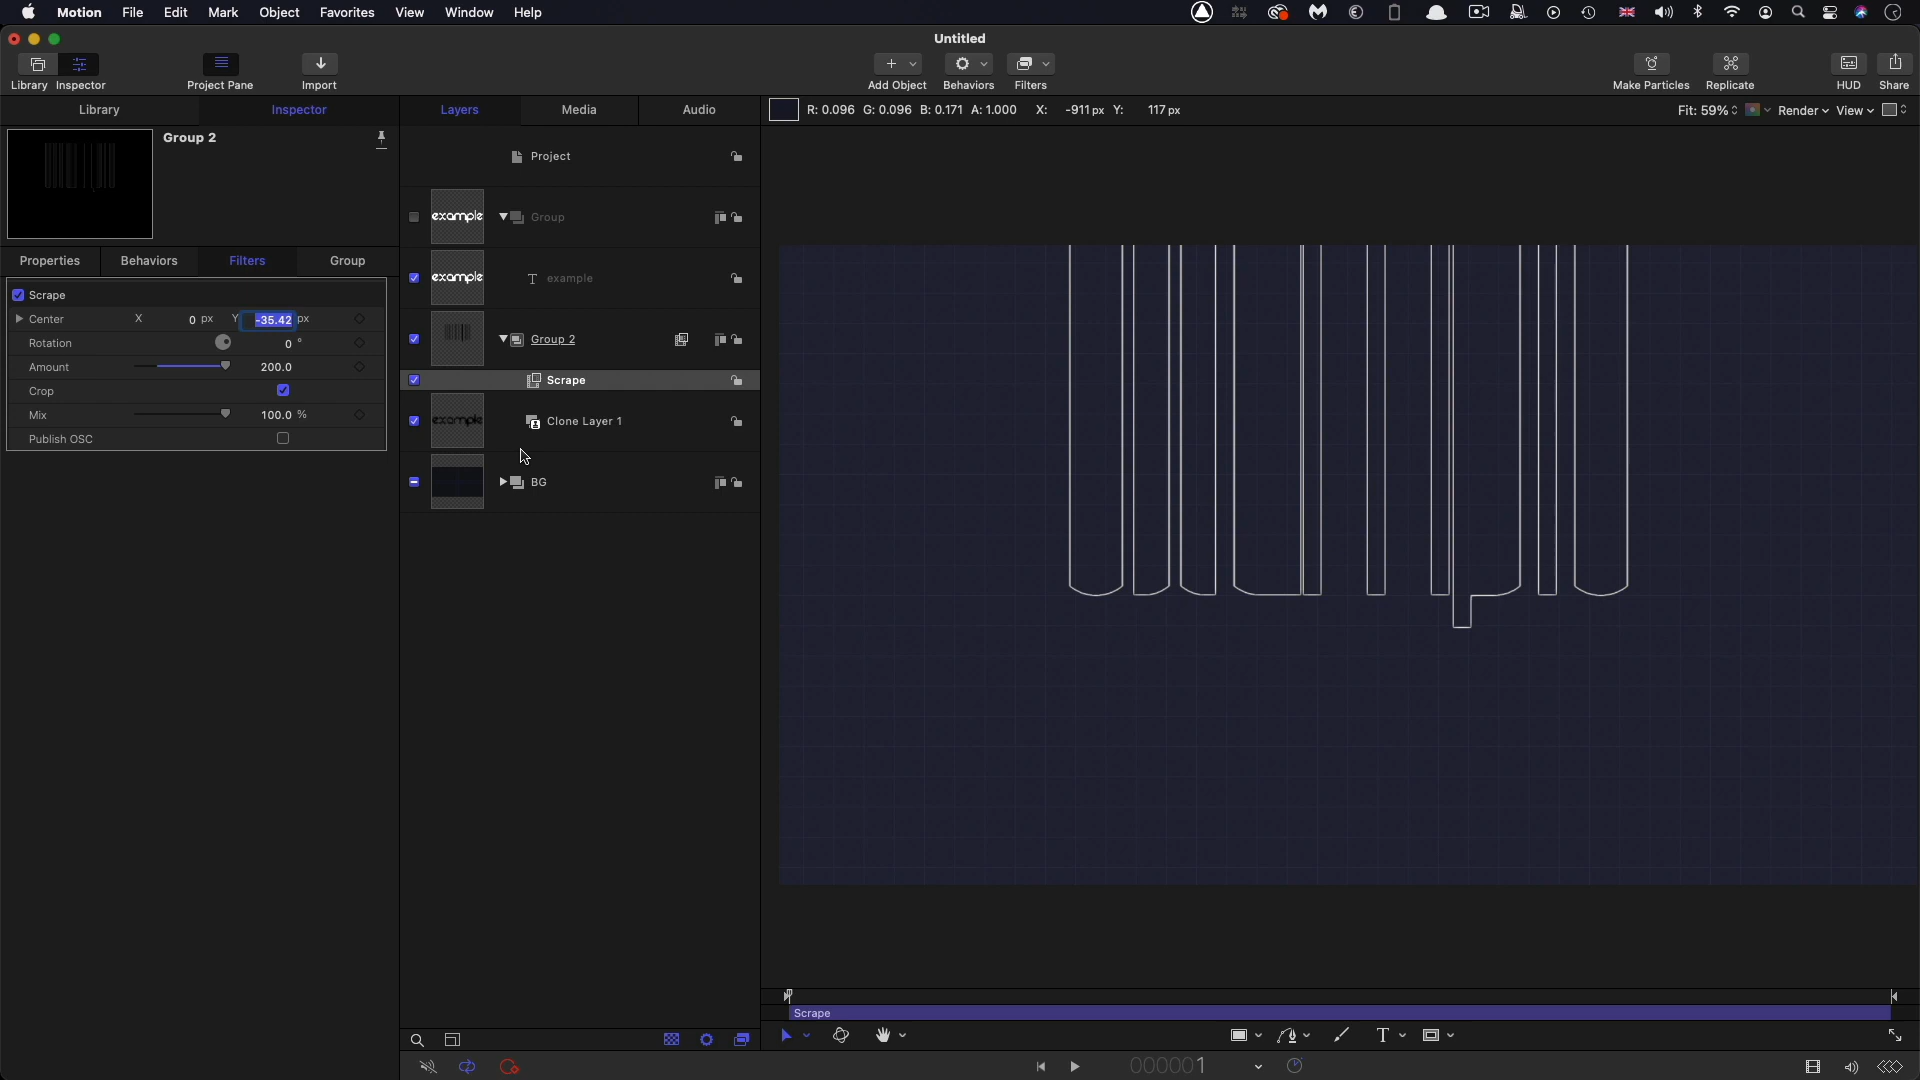 Motion File Edit Mark Object Favorites View Window Help
Untitled
Library Inspector Project Pane Import Add Object Behaviors Filters Make Particles Replicate HUD Share
Library Inspector Layers Media Audio R: 0.096 G: 0.096 B: 0.171 A: 1.000 X: -911 px Y: 117 px Fit: 59% Render View
Group 2
Project
example Group
example example
Properties Behaviors Filters Group
Scrape
Center X 0 px Y -35.42 px
Rotation 0 °
Group 2
Amount 200.0
Scrape
Crop
Mix 100.0 %
example Clone Layer 1
Publish OSC
BG
Scrape
T
0000001